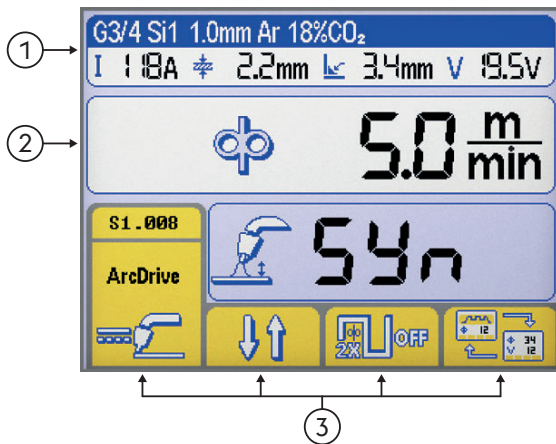 G3/4 Si1 1.0mm Ar 18%CO₂
1
I 118A 2.2mm 3.4mm V 19.5V
2
5.0 m/min
S1.008
Syn
ArcDrive
2X OFF
Φ 12
Φ 34
V 12
3